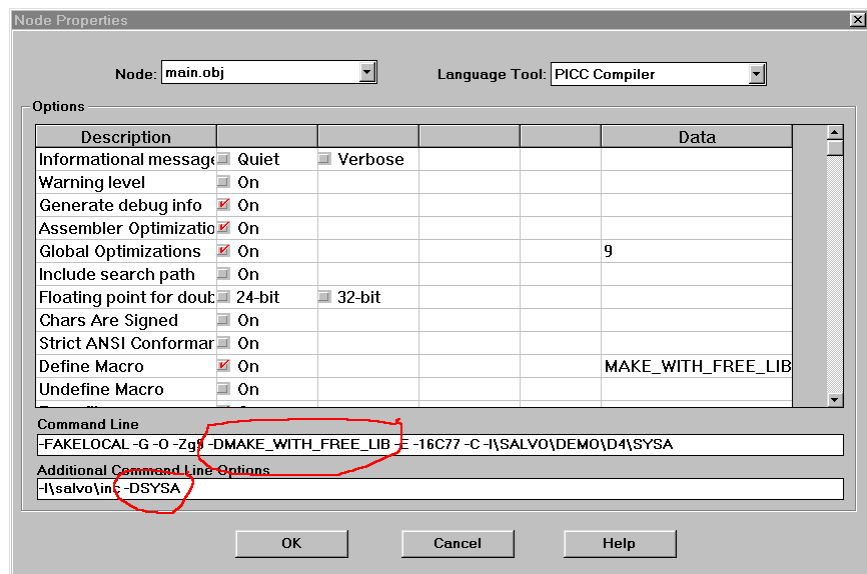 Node Properties
Node: main.obj Language Tool: PICC Compiler
Options
Description Data
Informational message Quiet Verbose
Warning level On
Generate debug info On
Assembler Optimizatio On
Global Optimizations On 9
Include search path On
Floating point for doub 24-bit 32-bit
Chars Are Signed On
Strict ANSI Conformar On
Define Macro On MAKE_WITH_FREE_LIB
Undefine Macro On
Command Line
-FAKELOCAL -G -O -Zg9 -DMAKE_WITH_FREE_LIB -E -16C77 -C -I\SALVO\DEMO\D4\SYSA
Additional Command Line Options
-I\salvo\inc -DSYSA
OK Cancel Help